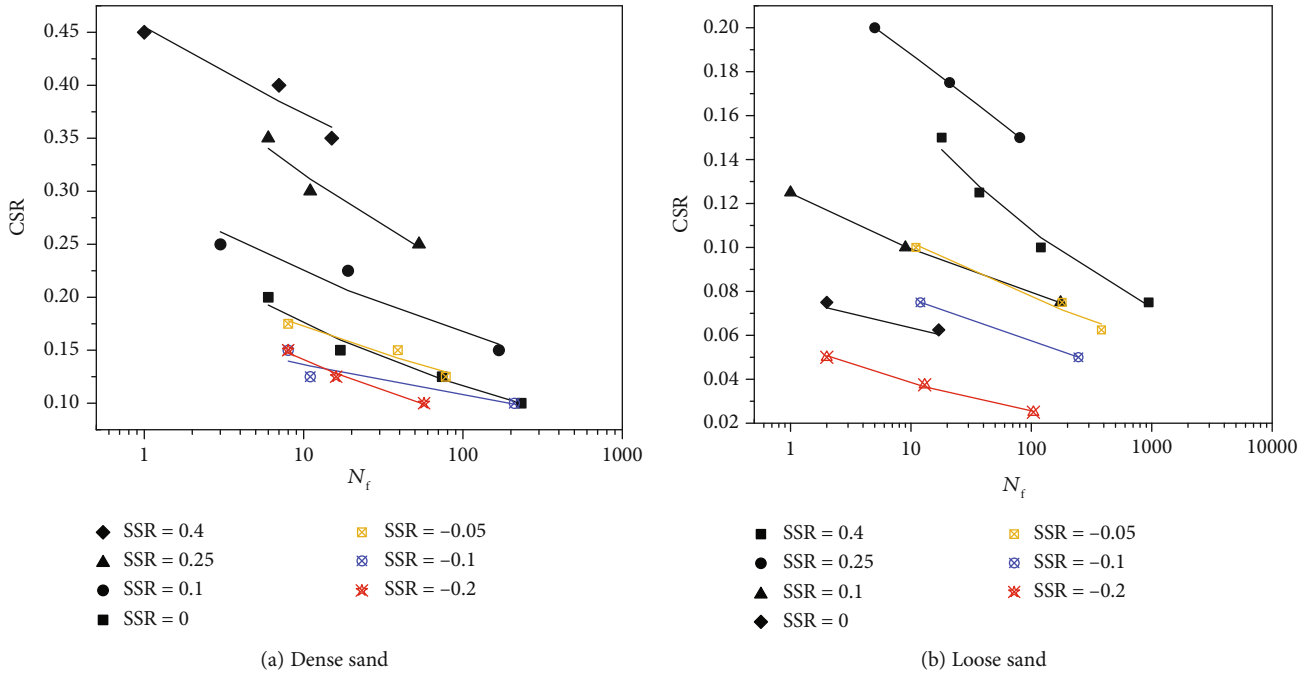 0.45
0.40
0.35
0.30
0.25
0.20
0.15
0.10
CSR
1
10
100
1000
Nf
SSR = 0.4
SSR = 0.25
SSR = 0.1
SSR = 0
SSR = –0.05
SSR = –0.1
SSR = –0.2
(a) Dense sand
0.20
0.18
0.16
0.14
0.12
0.10
0.08
0.06
0.04
0.02
CSR
1
10
100
1000
10000
Nf
SSR = 0.4
SSR = 0.25
SSR = 0.1
SSR = 0
SSR = –0.05
SSR = –0.1
SSR = –0.2
(b) Loose sand